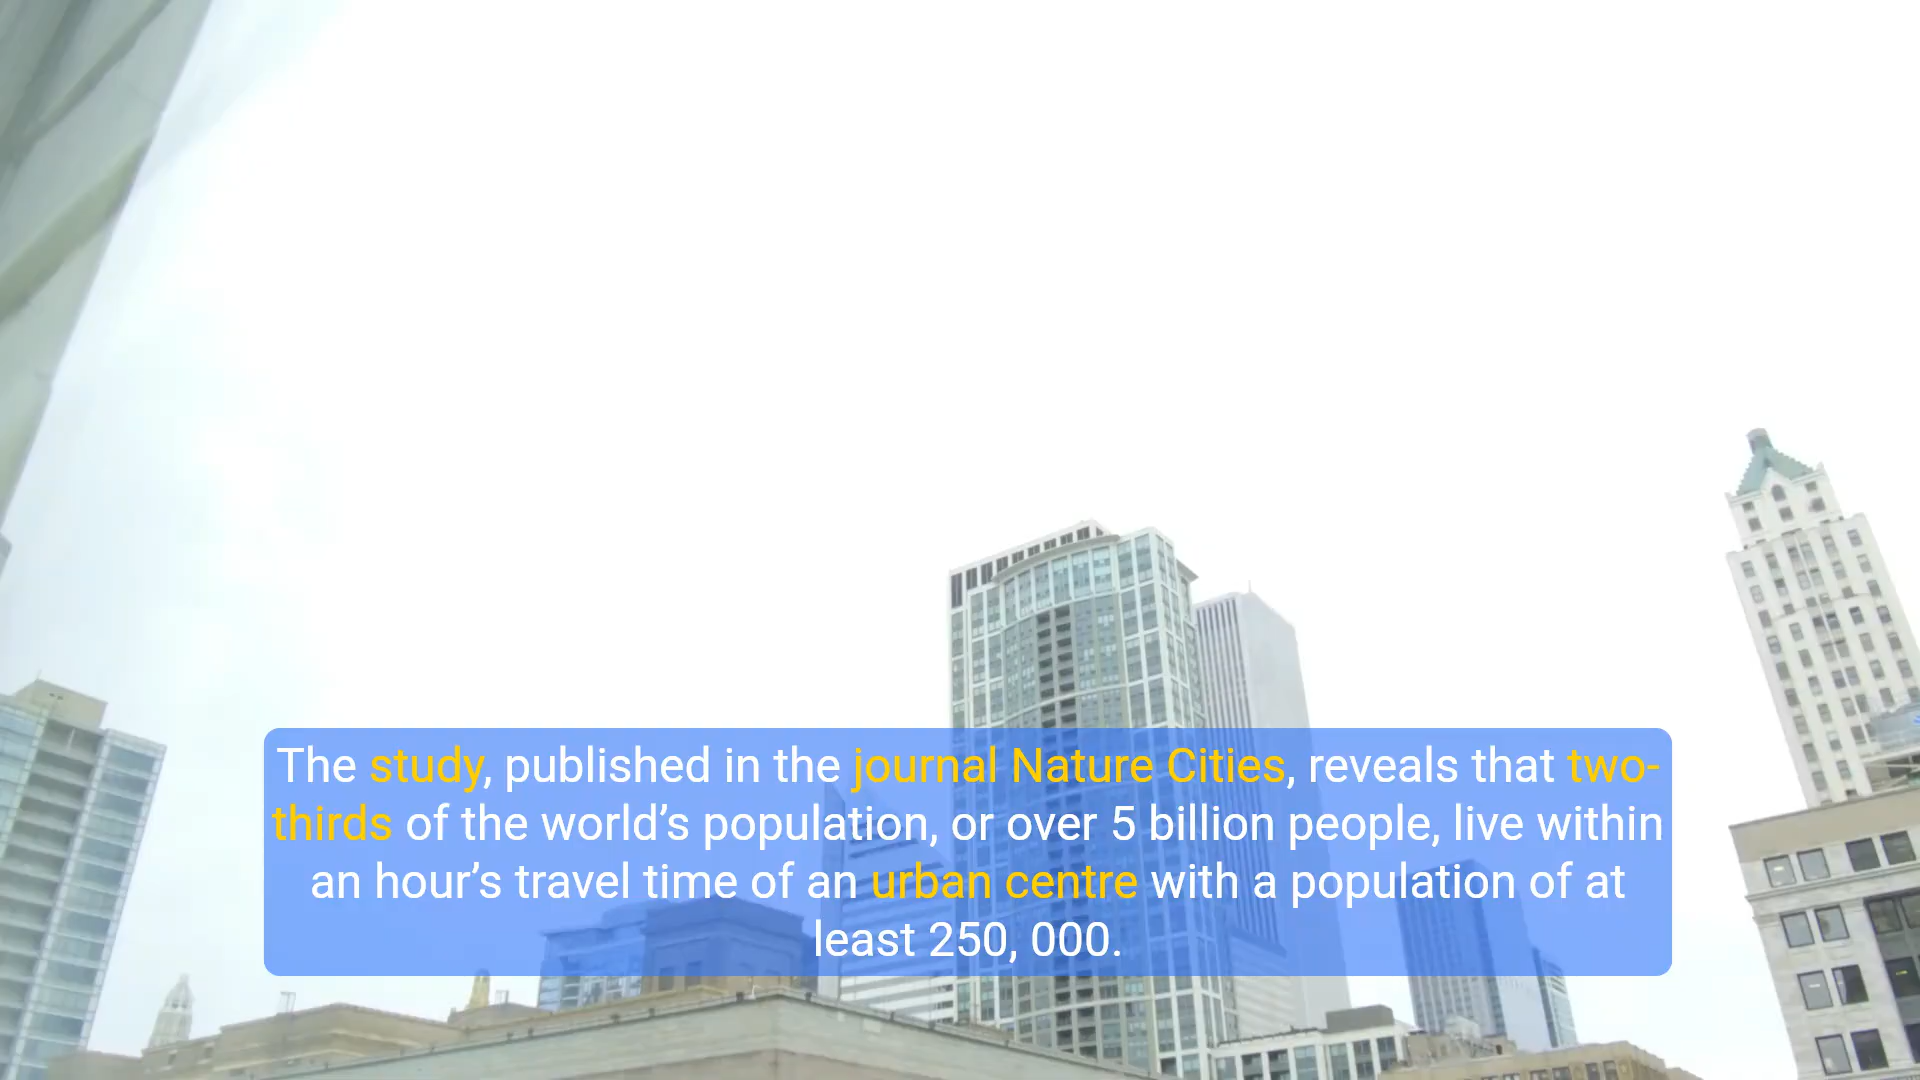 The study, published in the journal Nature Cities, reveals that two-
thirds of the world’s population, or over 5 billion people, live within
an hour’s travel time of an urban centre with a population of at
least 250, 000.